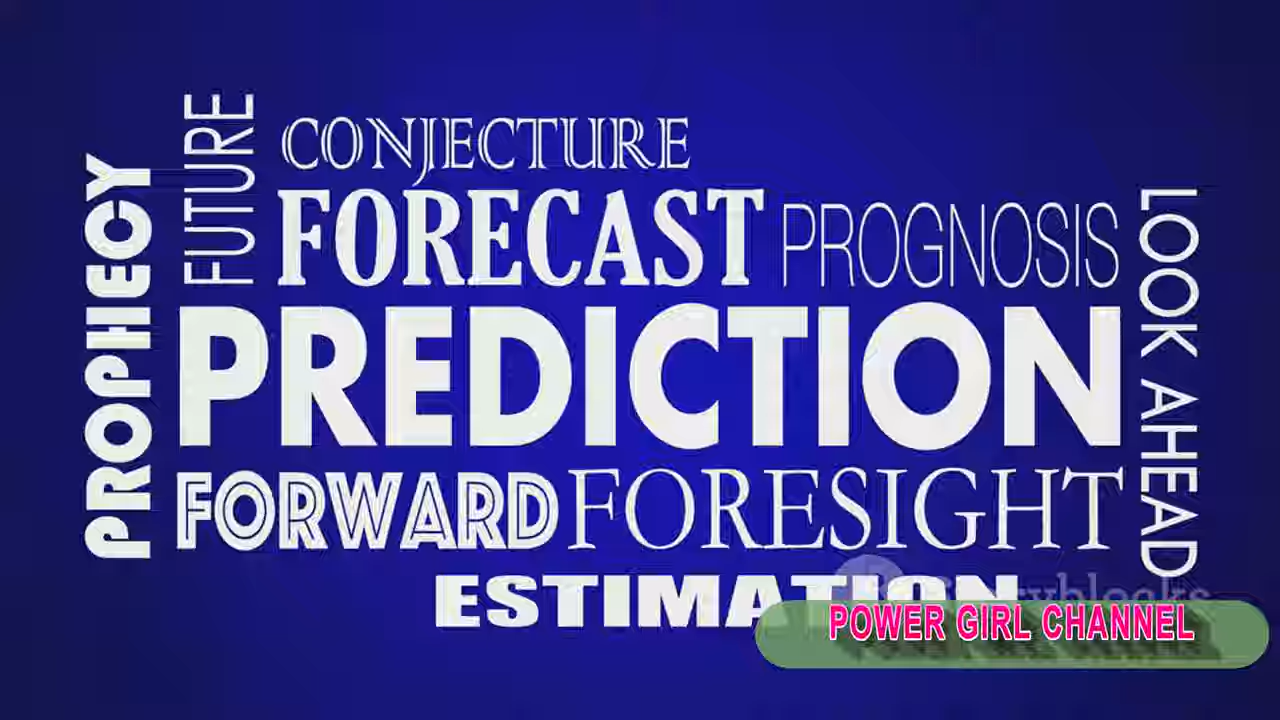 PROPHECY
FUTURE
CONJECTURE
FORECAST PROGNOSIS
LOOK AHEAD
PREDICTION
FORWARD FORESIGHT
ESTIMATION
POWER GIRL CHANNEL